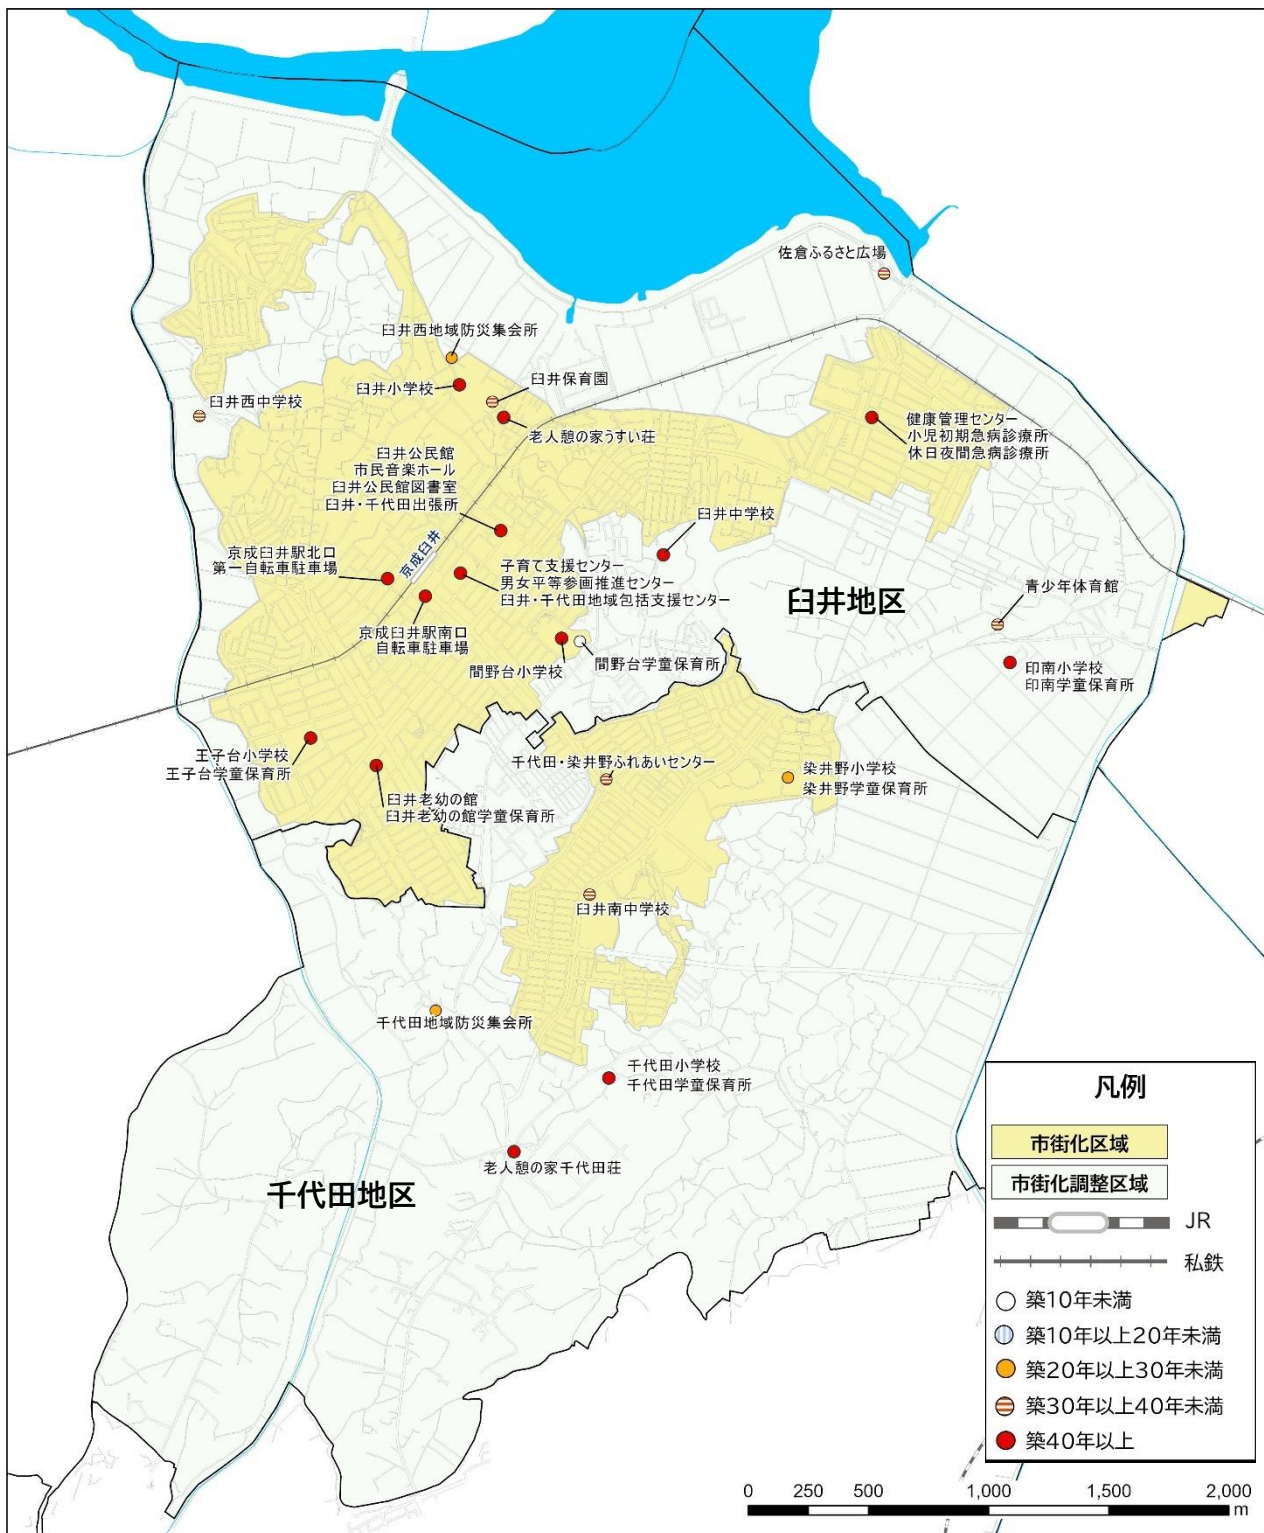 佐倉ふるさと広場
臼井西地域防災集会所
臼井小学校
臼井保育園
臼井西中学校
老人憩の家うすい荘
健康管理センター
小児初期急病診療所
休日夜間急病診療所
臼井公民館
市民音楽ホール
臼井公民館図書室
臼井・千代田出張所
臼井中学校
京成臼井
京成臼井駅北口
第一自転車駐車場
子育て支援センター
男女平等参画推進センター
臼井・千代田地域包括支援センター
臼井地区
青少年体育館
京成臼井駅南口
自転車駐車場
間野台小学校
間野台学童保育所
印南小学校
印南学童保育所
王子台小学校
王子台学童保育所
千代田・染井野ふれあいセンター
染井野小学校
染井野学童保育所
臼井老幼の館
臼井老幼の館学童保育所
臼井南中学校
千代田地域防災集会所
千代田小学校
千代田学童保育所
老人憩の家千代田荘
千代田地区
凡例
市街化区域
市街化調整区域
JR
私鉄
築10年未満
築10年以上20年未満
築20年以上30年未満
築30年以上40年未満
築40年以上
0 250 500 1,000 1,500 2,000
m